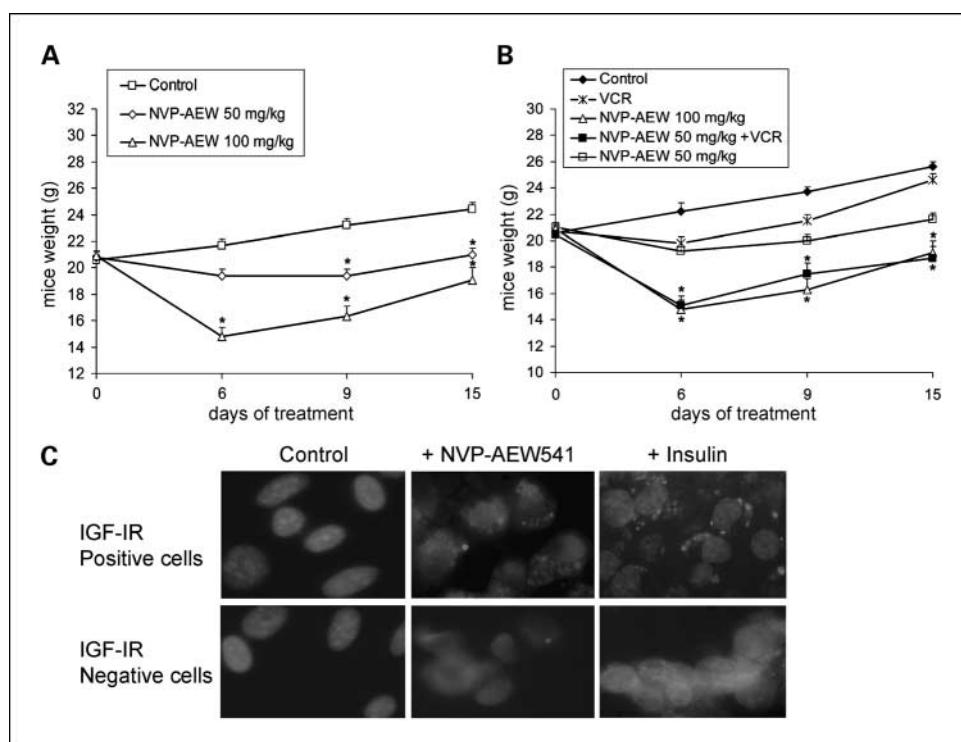 A
Control
NVP-AEW 50 mg/kg
NVP-AEW 100 mg/kg
32
30
28
26
24
22
20
18
16
14
12
mice weight (g)
*
*
*
*
*
0
6
9
15
days of treatment
B
Control
VCR
NVP-AEW 100 mg/kg
NVP-AEW 50 mg/kg +VCR
NVP-AEW 50 mg/kg
30
28
26
24
22
20
18
16
14
12
10
mice weight (g)
*
*
*
*
*
*
0
6
9
15
days of treatment
C
Control
+ NVP-AEW541
+ Insulin
IGF-IR
Positive cells
IGF-IR
Negative cells